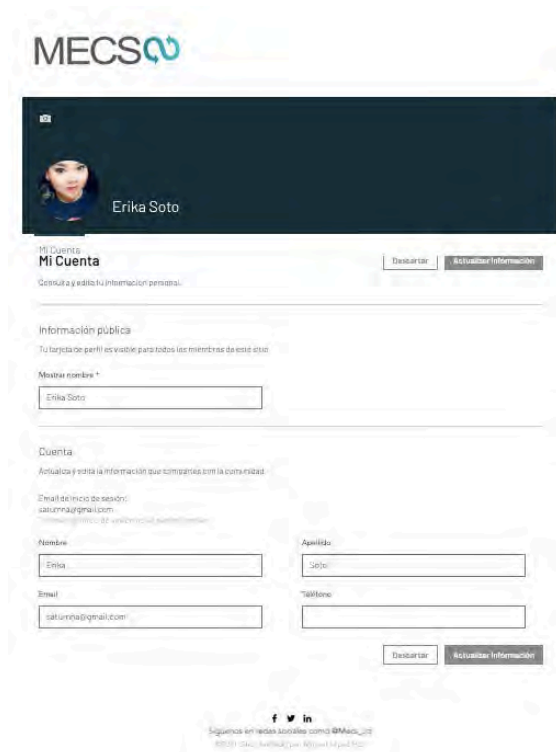 MECS
Erika Soto
Mi Cuenta
Mi Cuenta
Descartar
Actualizar Información
Consulta y edita tu información personal.
Información pública
Tu tarjeta de perfil es visible para todos los miembros de este sitio
Mostrar nombre *
Erika Soto
Cuenta
Actualiza y edita la información que compartes con la comunidad
Email de inicio de sesión:
saturnna@gmail.com
Nombre
Apellido
Erika
Soto
Email
Teléfono
saturnna@gmail.com
Descartar
Actualizar Información
Síguenos en redes sociales como